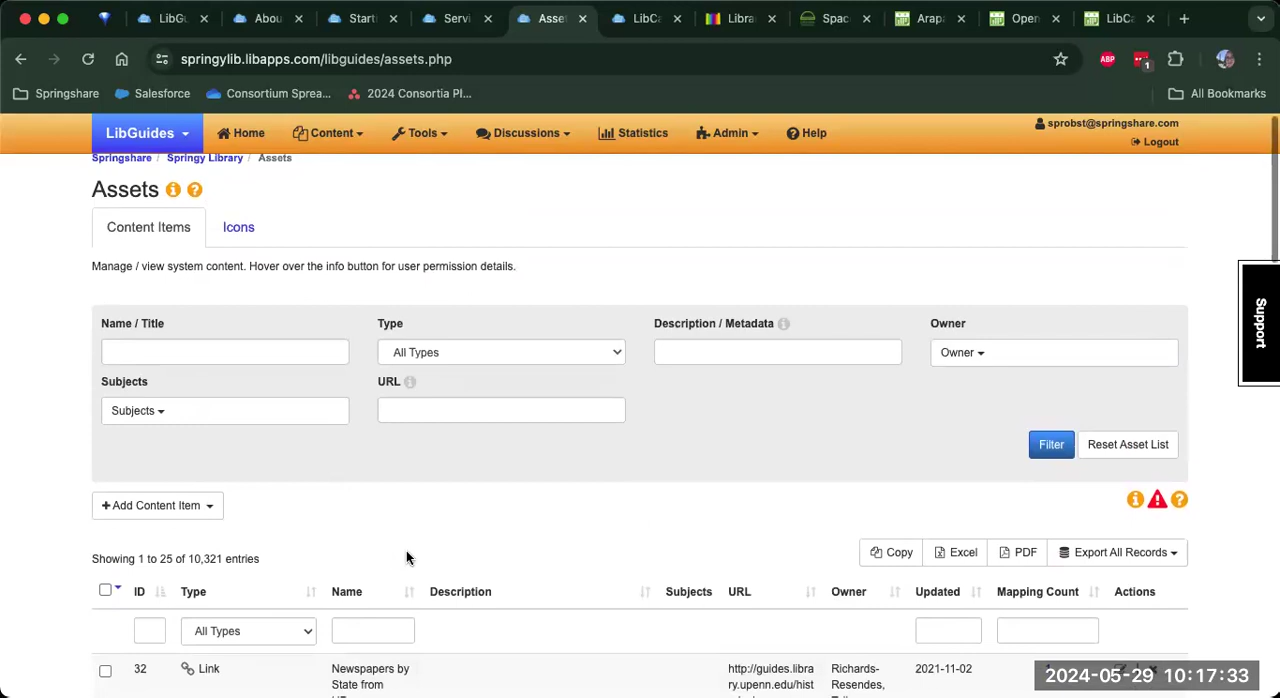 LibGu
Abou
Starti
Servi
Asse
LibCa
Libra
Spac
Arap
Open
LibCa
springylib.libapps.com/libguides/assets.php
ABP
1
Springshare
Salesforce
Consortium Sprea...
2024 Consortia Pl...
All Bookmarks
LibGuides
Home
Content
Tools
Discussions
Statistics
Admin
Help
sprobst@springshare.com
Logout
Springshare / Springy Library / Assets
Assets
Content Items
Icons
Manage / view system content. Hover over the info button for user permission details.
Support
Name / Title
Type
Description / Metadata
Owner
All Types
Owner
Subjects
URL
Subjects
Filter
Reset Asset List
+ Add Content Item
Showing 1 to 25 of 10,321 entries
Copy
Excel
PDF
Export All Records
ID
Type
Name
Description
Subjects
URL
Owner
Updated
Mapping Count
Actions
All Types
32
Link
Newspapers by
State from
http://guides.libra
ry.upenn.edu/hist
Richards-
Resendes,
2021-11-02
2024-05-29 10:17:33